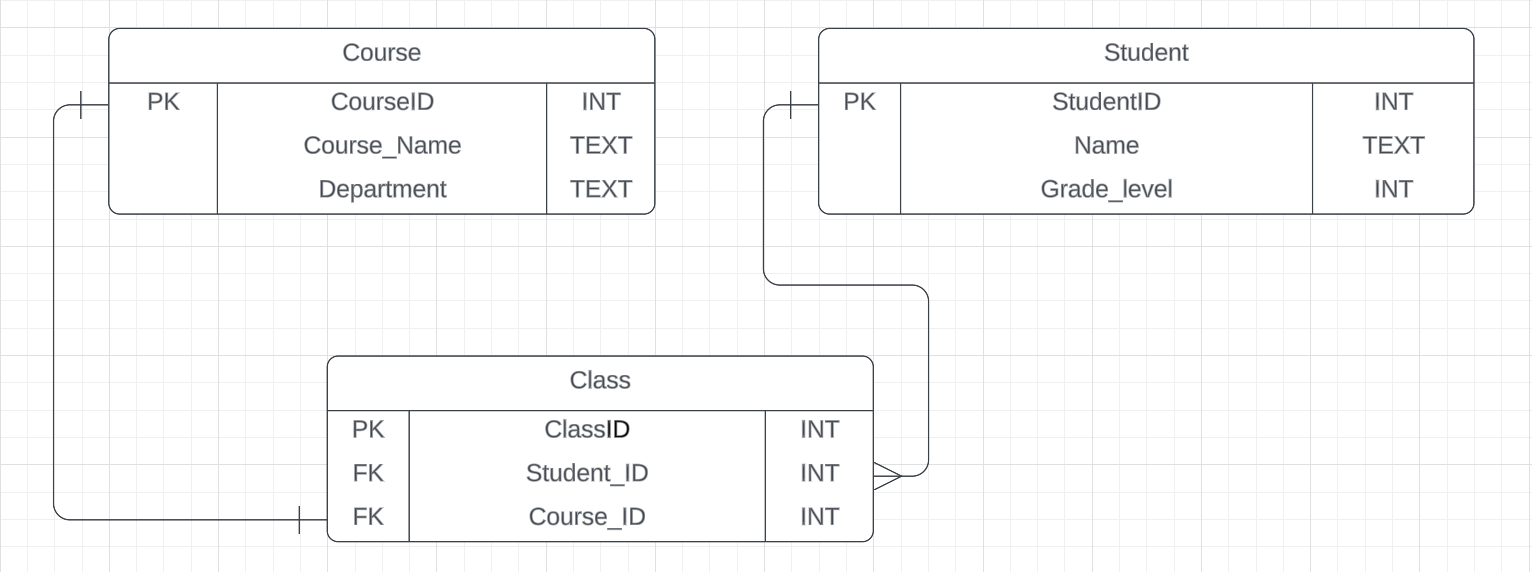 Course
PK CourseID INT
Course_Name TEXT
Department TEXT
Student
PK StudentID INT
Name TEXT
Grade_level INT
Class
PK ClassID INT
FK Student_ID INT
FK Course_ID INT